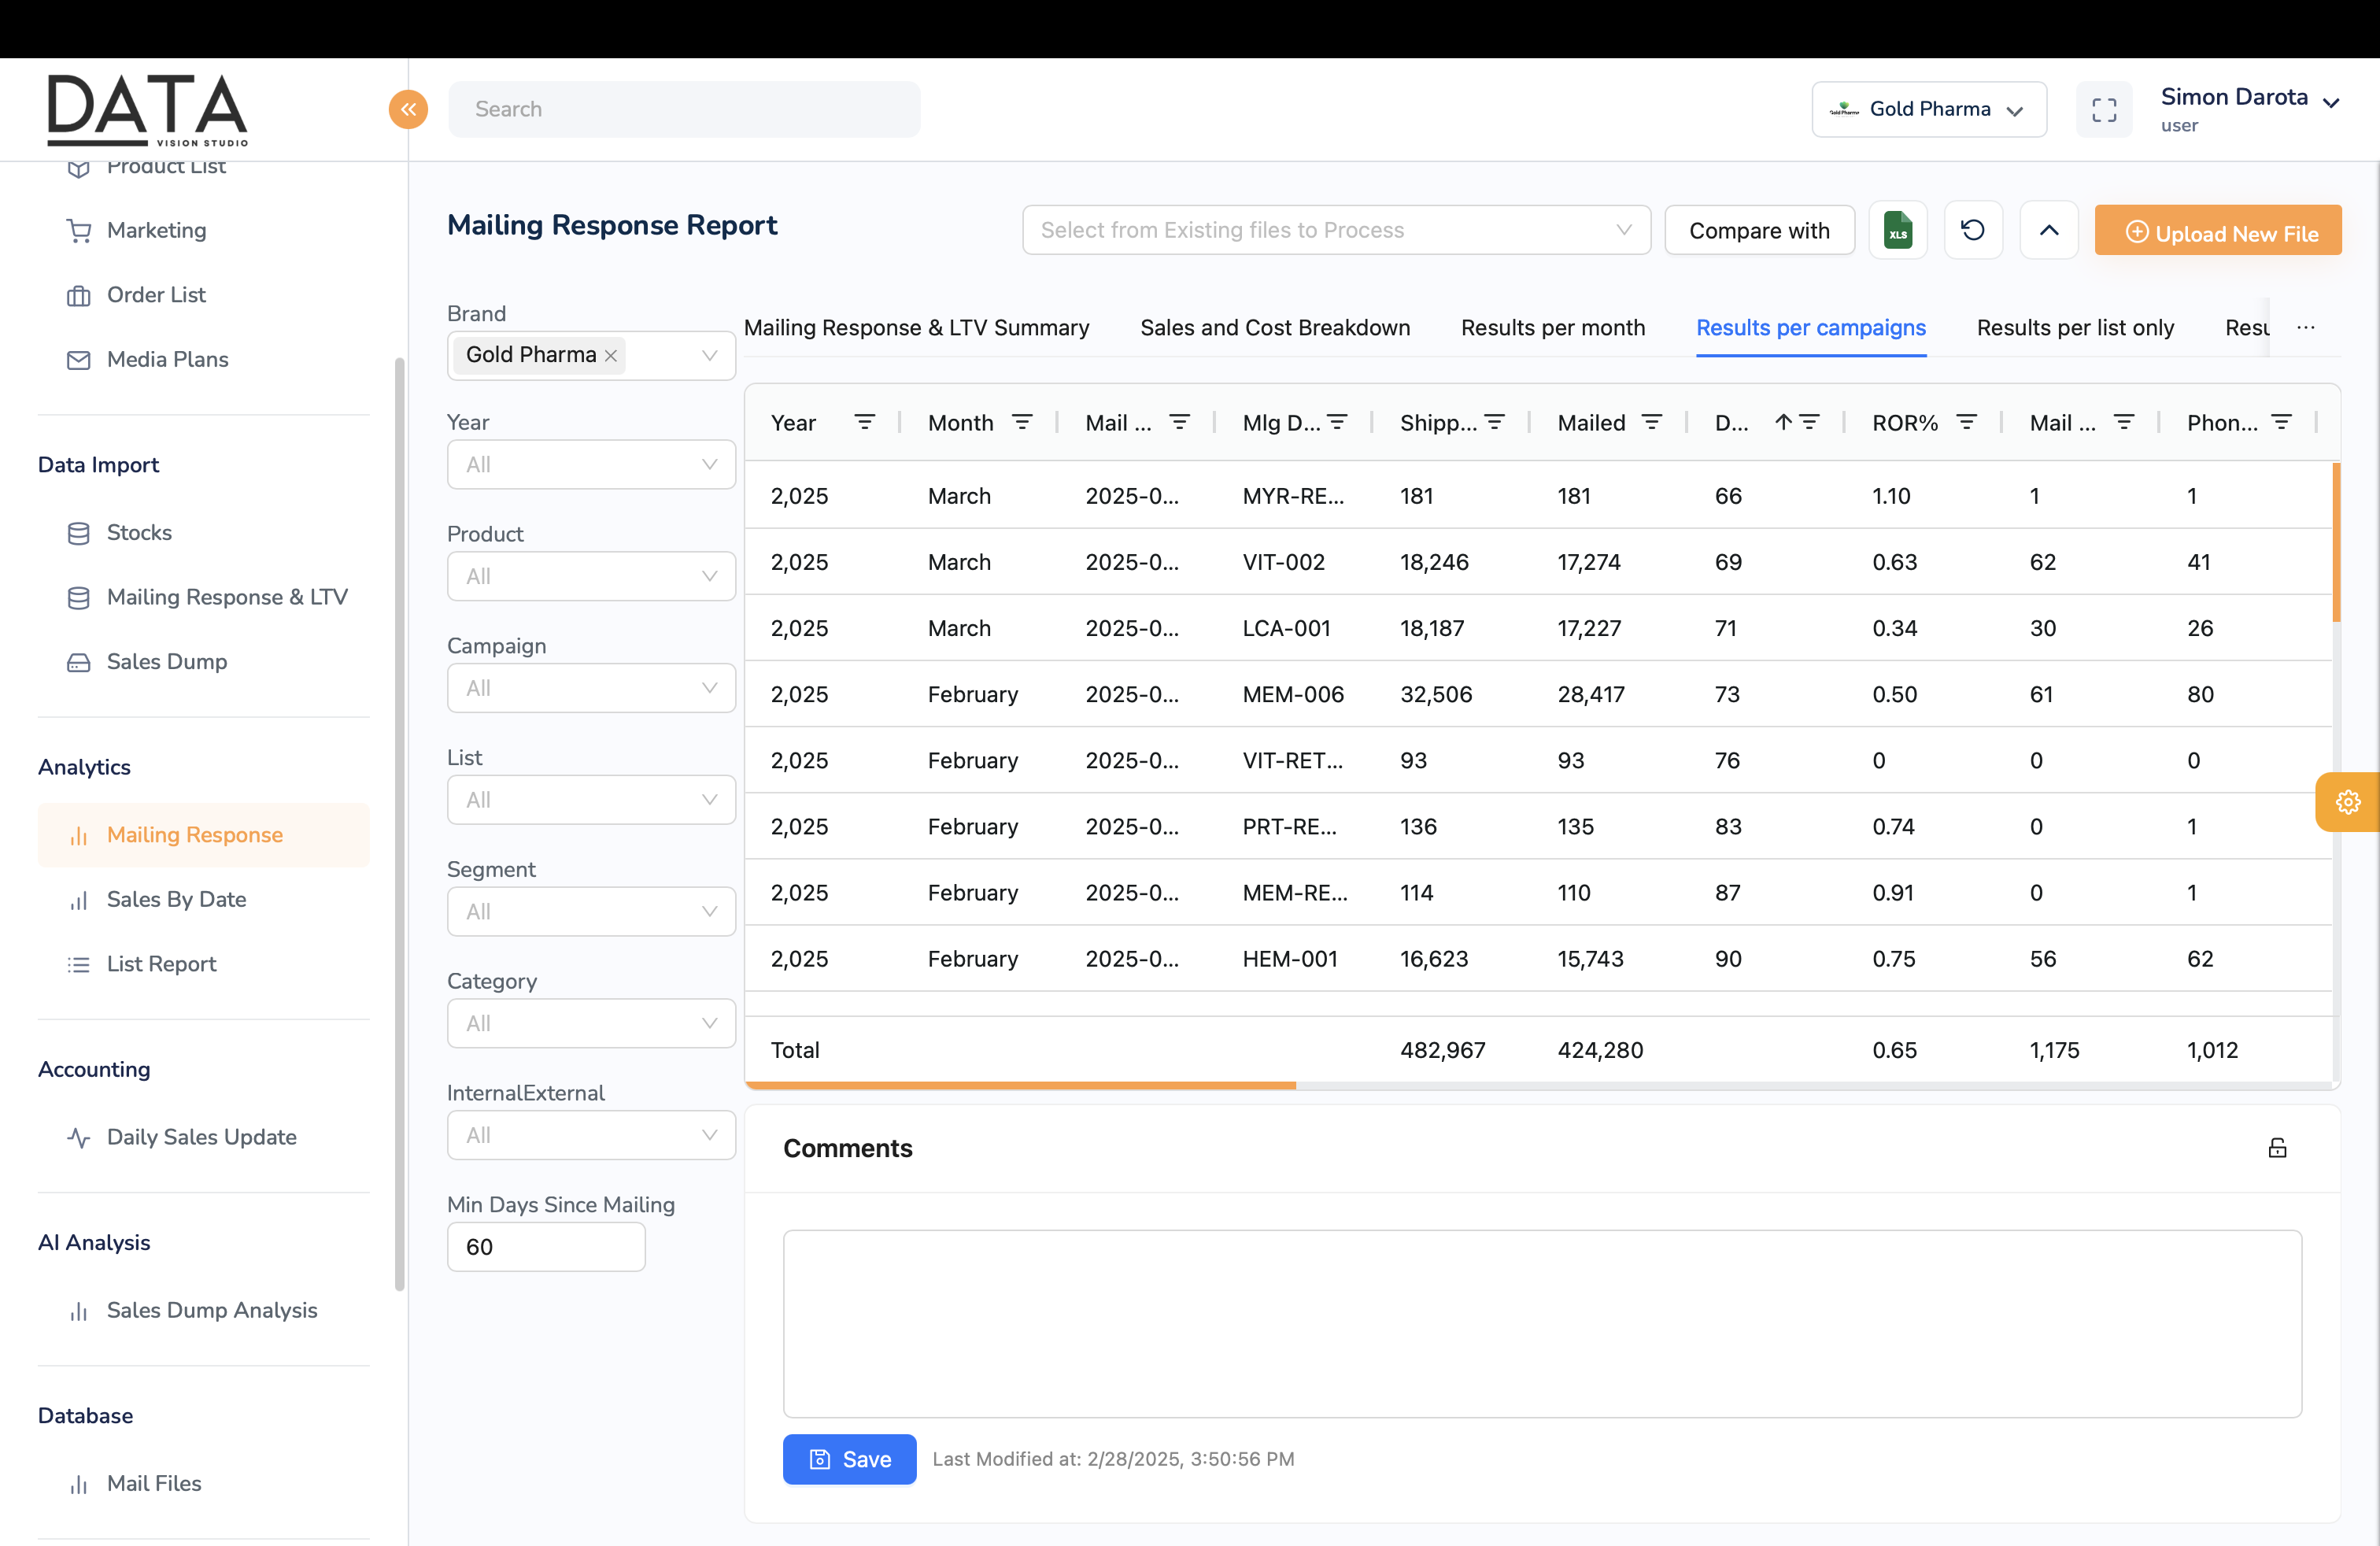 DATA
VISION STUDIO
Search
Gold Pharma
Simon Darota
user
Product List
Marketing
Order List
Media Plans
Data Import
Stocks
Mailing Response & LTV
Sales Dump
Analytics
Mailing Response
Sales By Date
List Report
Accounting
Daily Sales Update
AI Analysis
Sales Dump Analysis
Database
Mail Files
Mailing Response Report
Select from Existing files to Process
Compare with
XLS
Upload New File
Brand
Gold Pharma
Year
All
Product
All
Campaign
All
List
All
Segment
All
Category
All
InternalExternal
All
Min Days Since Mailing
60
Mailing Response & LTV Summary Sales and Cost Breakdown Results per month Results per campaigns Results per list only Resu ...
Year Month Mail ... Mlg D... Shipp... Mailed D... ROR% Mail ... Phon...
2,025 March 2025-0... MYR-RE... 181 181 66 1.10 1 1
2,025 March 2025-0... VIT-002 18,246 17,274 69 0.63 62 41
2,025 March 2025-0... LCA-001 18,187 17,227 71 0.34 30 26
2,025 February 2025-0... MEM-006 32,506 28,417 73 0.50 61 80
2,025 February 2025-0... VIT-RET... 93 93 76 0 0 0
2,025 February 2025-0... PRT-RE... 136 135 83 0.74 0 1
2,025 February 2025-0... MEM-RE... 114 110 87 0.91 0 1
2,025 February 2025-0... HEM-001 16,623 15,743 90 0.75 56 62
Total 482,967 424,280 0.65 1,175 1,012
Comments
Save
Last Modified at: 2/28/2025, 3:50:56 PM